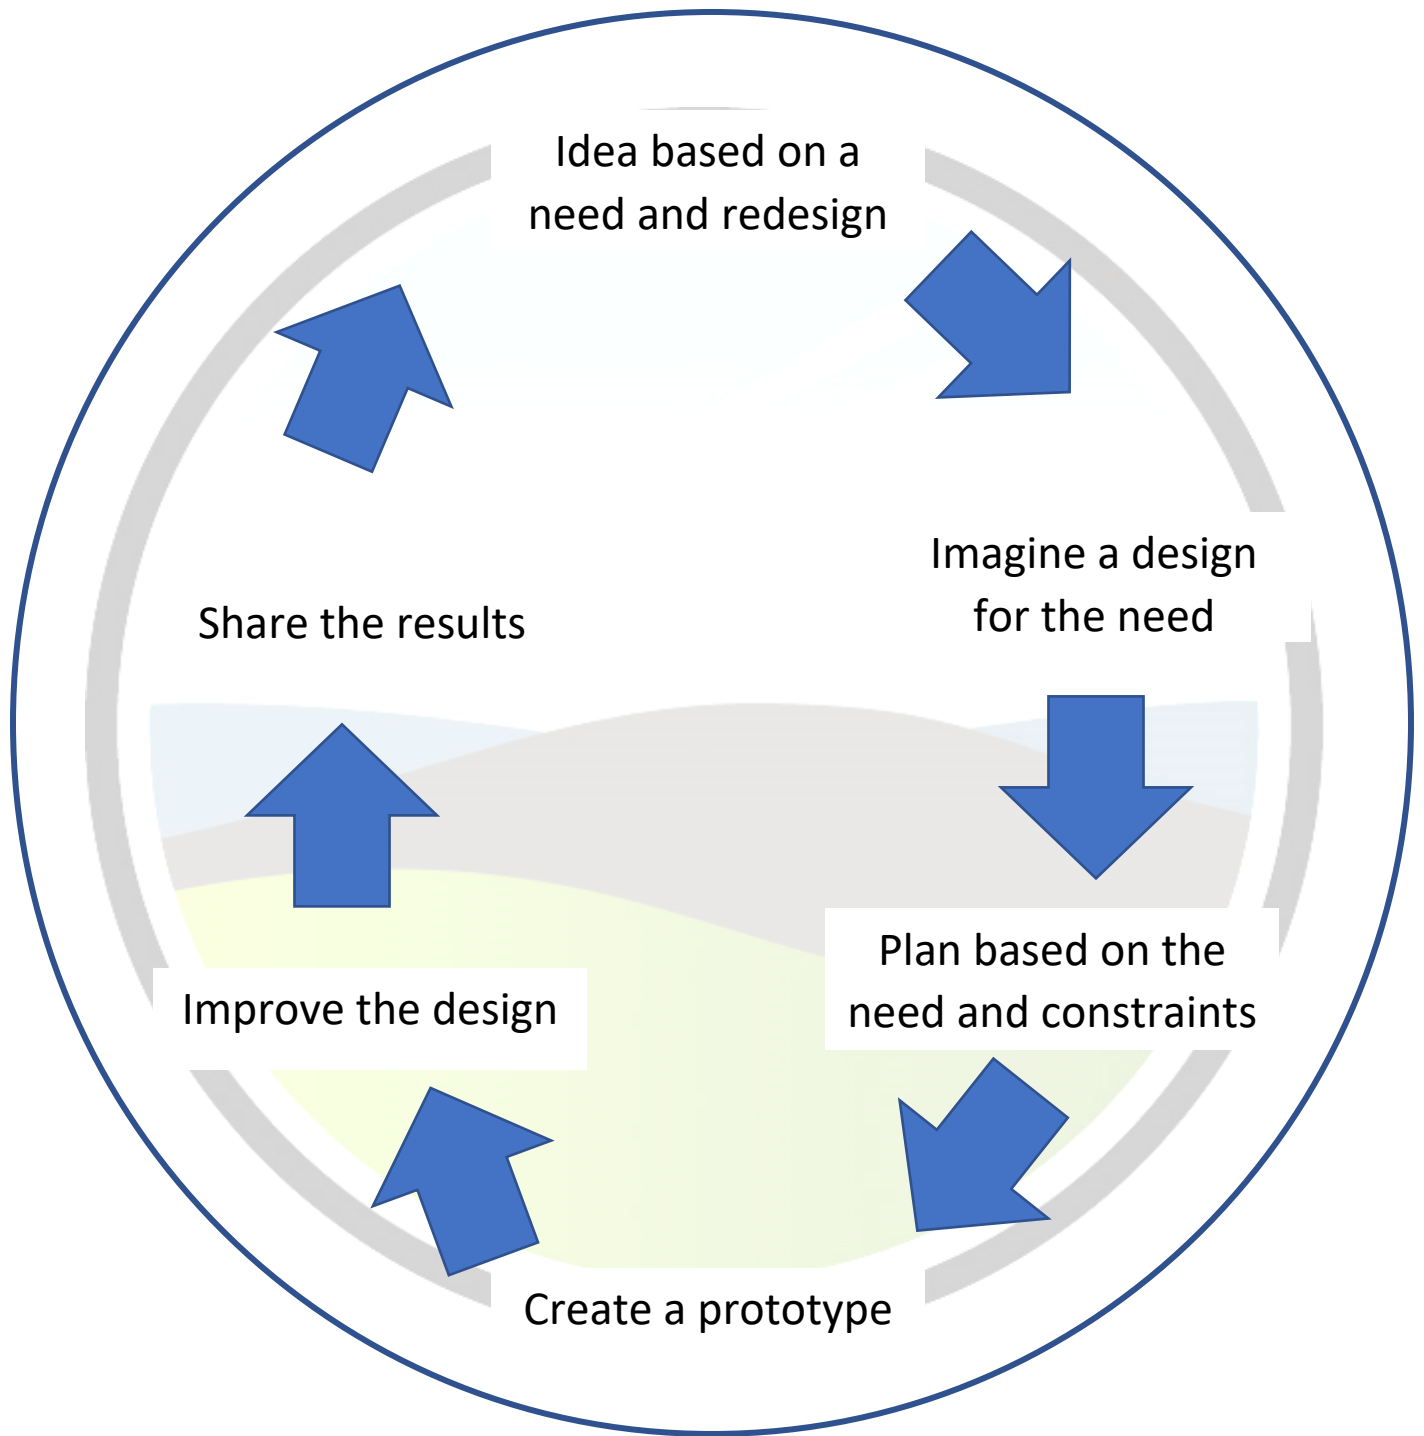 Idea based on a
need and redesign
Imagine a design
for the need
Plan based on the
need and constraints
Create a prototype
Improve the design
Share the results